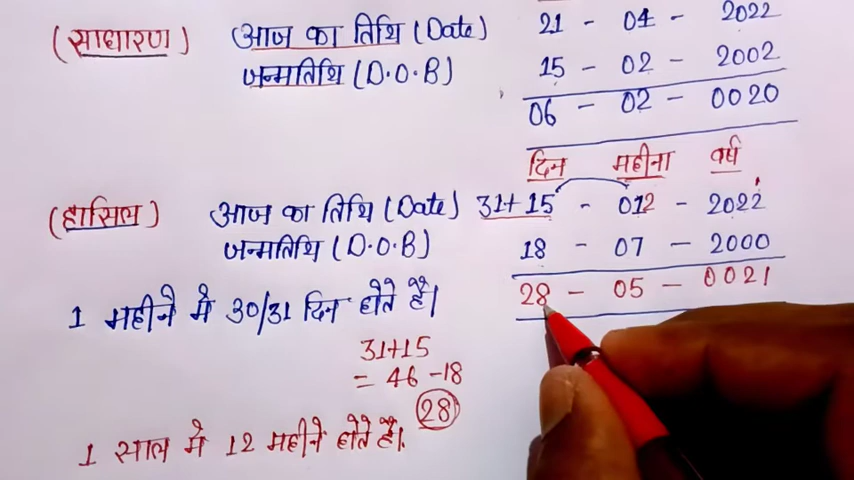 (साधारण) आज का तिथि (Date) 21 - 04 - 2022
जन्मतिथि (D.O.B) 15 - 02 - 2002
06 - 02 - 0020
दिन महीना वर्ष
(हासिल) आज का तिथि (Date) 31+15 - 012 - 2022
जन्मतिथि (D.O.B) 18 - 07 - 2000
28 - 05 - 0021
1 महीने मे 30/31 दिन होते है।
31+15
= 46 - 18
28
1 साल मे 12 महीने होते है।